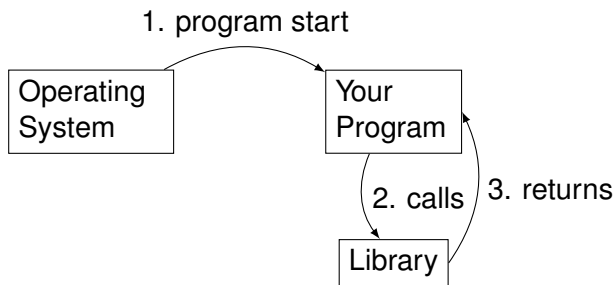 1. program start
Operating
System
Your
Program
2. calls
3. returns
Library